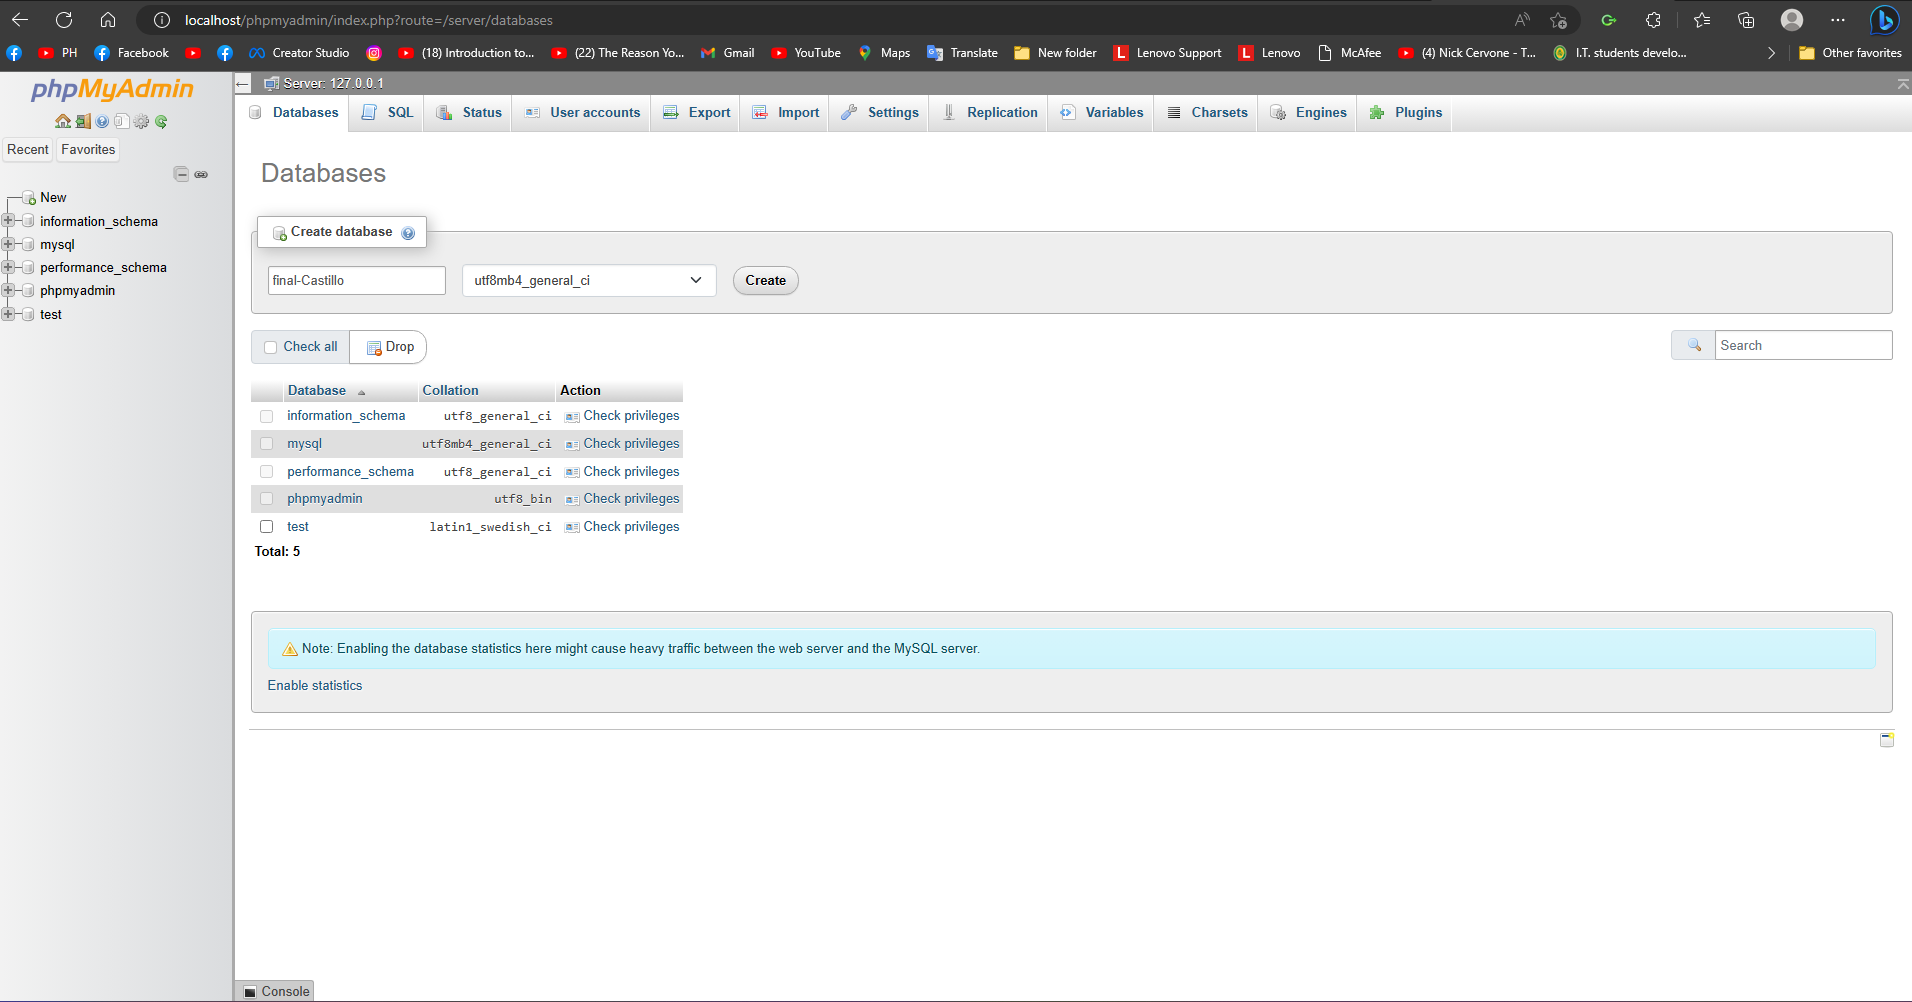 localhost/phpmyadmin/index.php?route=/server/databases
PH
Facebook
Creator Studio
(18) Introduction to...
(22) The Reason Yo...
Gmail
YouTube
Maps
Translate
New folder
Lenovo Support
Lenovo
McAfee
(4) Nick Cervone - T...
I.T. students develo...
Other favorites
phpMyAdmin
Recent
Favorites
New
information_schema
mysql
performance_schema
phpmyadmin
test
Server: 127.0.0.1
Databases
SQL
Status
User accounts
Export
Import
Settings
Replication
Variables
Charsets
Engines
Plugins
Databases
Create database
final-Castillo
utf8mb4_general_ci
Create
Check all
Drop
Search
Database Collation Action
information_schema utf8_general_ci Check privileges
mysql utf8mb4_general_ci Check privileges
performance_schema utf8_general_ci Check privileges
phpmyadmin utf8_bin Check privileges
test latin1_swedish_ci Check privileges
Total: 5
Note: Enabling the database statistics here might cause heavy traffic between the web server and the MySQL server.
Enable statistics
Console